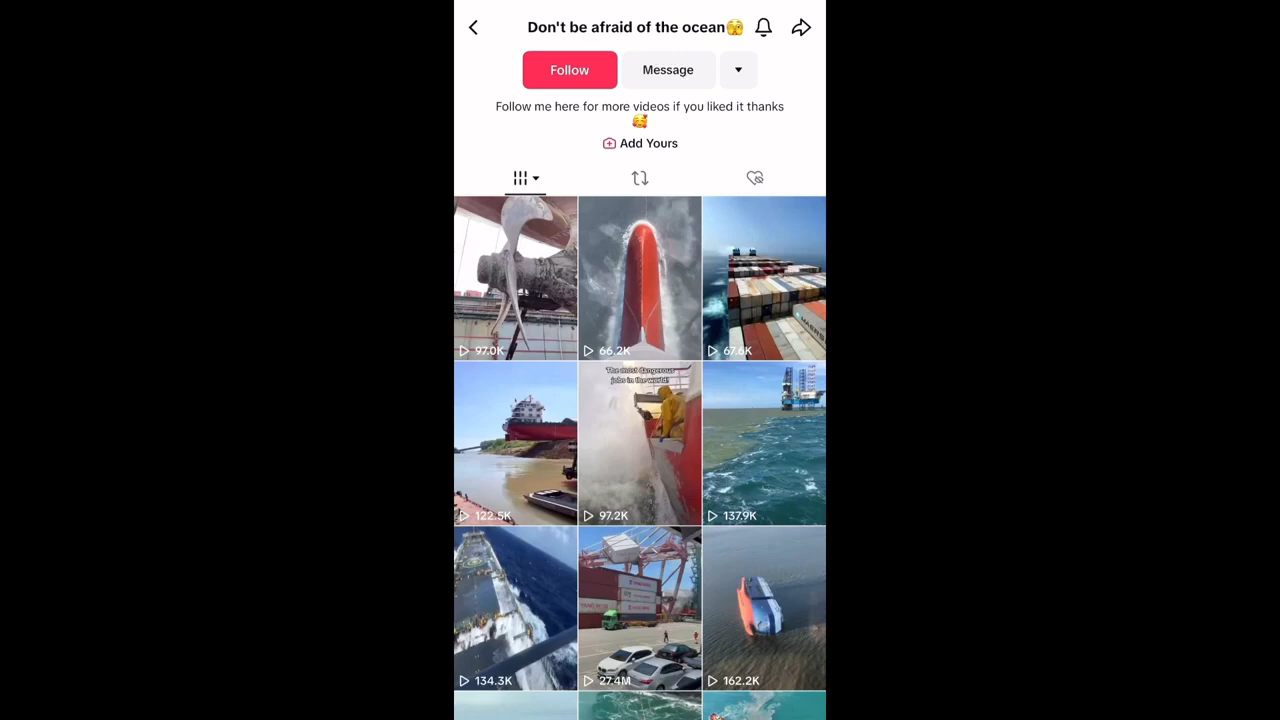 Don't be afraid of the ocean🫣
Follow
Message
Follow me here for more videos if you liked it thanks
🥰
Add Yours
97.0K
66.2K
67.6K
MAERS
122.5K
The most dangerous
jobs in the world!
97.2K
137.9K
134.3K
27.4M
162.2K